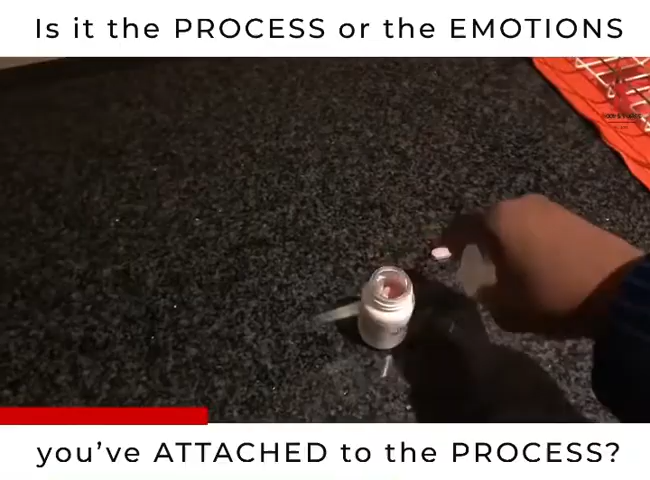 Is it the PROCESS or the EMOTIONS
you've ATTACHED to the PROCESS?